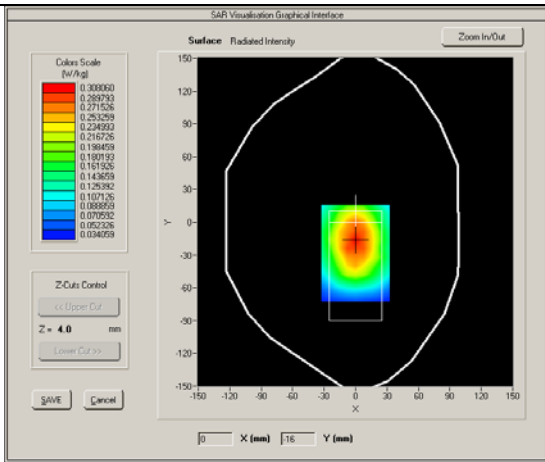 SAR Visualisation Graphical Interface
Surface Radiated Intensity
Zoom In/Out
Colors Scale
(W/kg)
0.308060
0.289793
0.271526
0.253259
0.234993
0.216726
0.198459
0.180193
0.161926
0.143659
0.125392
0.107126
0.088859
0.070592
0.052326
0.034059
Z-Cuts Control
<< Upper Cut
Z = 4.0 mm
Lower Cut >>
SAVE
Cancel
150
120
90
60
30
0
-30
-60
-90
-120
-150
Y
-150 -120 -90 -60 -30 0 30 60 90 120 150
X
0 X (mm) -16 Y (mm)